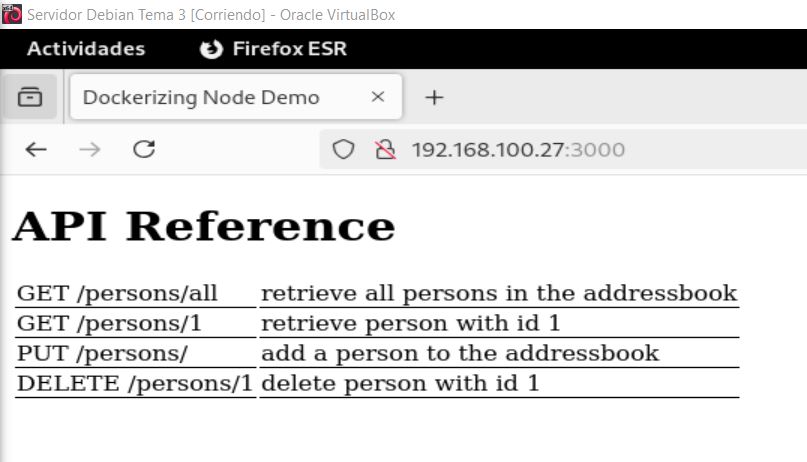 Servidor Debian Tema 3 [Corriendo] - Oracle VirtualBox
Actividades Firefox ESR
Dockerizing Node Demo
192.168.100.27:3000
API Reference
GET /persons/all retrieve all persons in the addressbook
GET /persons/1 retrieve person with id 1
PUT /persons/ add a person to the addressbook
DELETE /persons/1 delete person with id 1